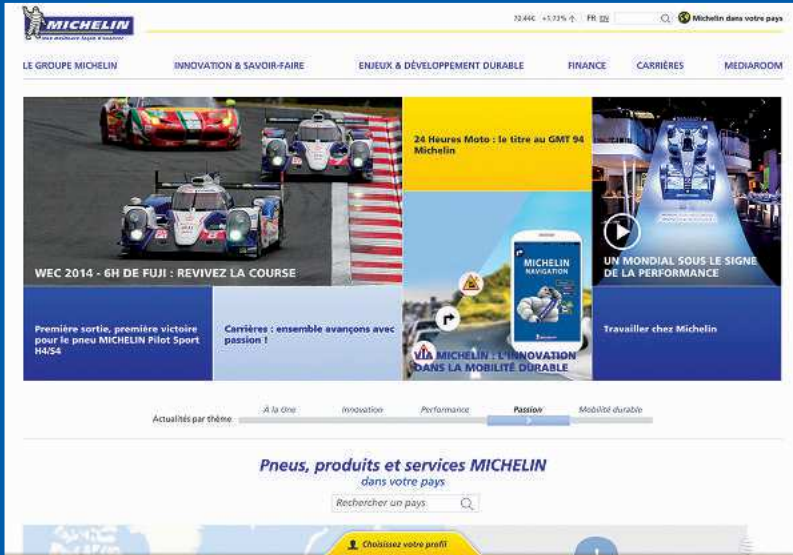 MICHELIN
Une meilleure façon d'avancer
72.44€ +1.73% FR EN
Michelin dans votre pays
LE GROUPE MICHELIN INNOVATION & SAVOIR-FAIRE ENJEUX & DÉVELOPPEMENT DURABLE FINANCE CARRIÈRES MEDIAROOM
WEC 2014 - 6H DE FUJI : REVIVEZ LA COURSE
24 Heures Moto : le titre au GMT 94
Michelin
MICHELIN
NAVIGATION
VIA MICHELIN : L'INNOVATION
DANS LA MOBILITÉ DURABLE
UN MONDIAL SOUS LE SIGNE
DE LA PERFORMANCE
Première sortie, première victoire
pour le pneu MICHELIN Pilot Sport
H4/S4
Carrières : ensemble avançons avec
passion !
Travailler chez Michelin
Actualités par thème
À la Une Innovation Performance Passion Mobilité durable
Pneus, produits et services MICHELIN
dans votre pays
Rechercher un pays
Choisissez votre profil